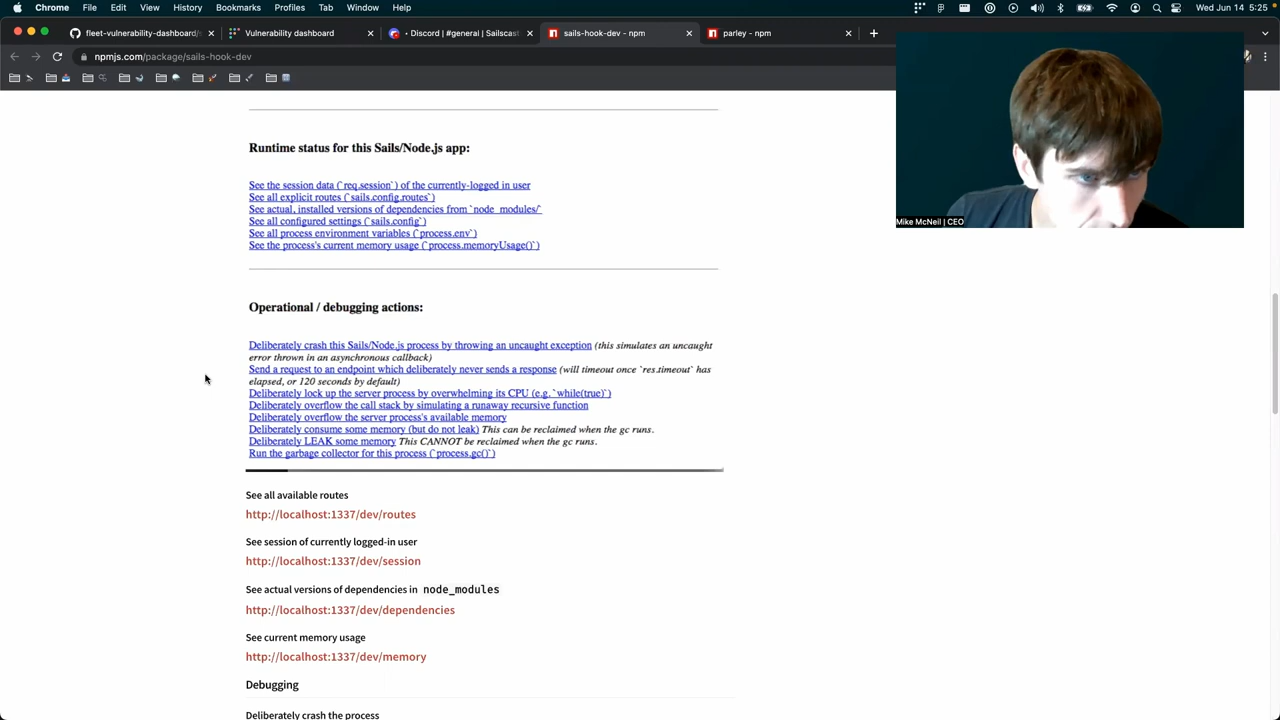 Chrome File Edit View History Bookmarks Profiles Tab Window Help
Wed Jun 14 5:25
fleet-vulnerability-dashboard/s
Vulnerability dashboard
Discord | #general | Sailscast
sails-hook-dev - npm
parley - npm
npmjs.com/package/sails-hook-dev
Mike McNeil | CEO
Runtime status for this Sails/Node.js app:
See the session data (`req.session`) of the currently-logged in user
See all explicit routes (`sails.config.routes`)
See actual, installed versions of dependencies from `node_modules/`
See all configured settings (`sails.config`)
See all process environment variables (`process.env`)
See the process's current memory usage (`process.memoryUsage()`)
Operational / debugging actions:
Deliberately crash this Sails/Node.js process by throwing an uncaught exception (this simulates an uncaught
error thrown in an asynchronous callback)
Send a request to an endpoint which deliberately never sends a response (will timeout once `res.timeout` has
elapsed, or 120 seconds by default)
Deliberately lock up the server process by overwhelming its CPU (e.g. `while(true)`)
Deliberately overflow the call stack by simulating a runaway recursive function
Deliberately overflow the server process's available memory
Deliberately consume some memory (but do not leak) This can be reclaimed when the gc runs.
Deliberately LEAK some memory This CANNOT be reclaimed when the gc runs.
Run the garbage collector for this process (`process.gc()`)
See all available routes
http://localhost:1337/dev/routes
See session of currently logged-in user
http://localhost:1337/dev/session
See actual versions of dependencies in node_modules
http://localhost:1337/dev/dependencies
See current memory usage
http://localhost:1337/dev/memory
Debugging
Deliberately crash the process